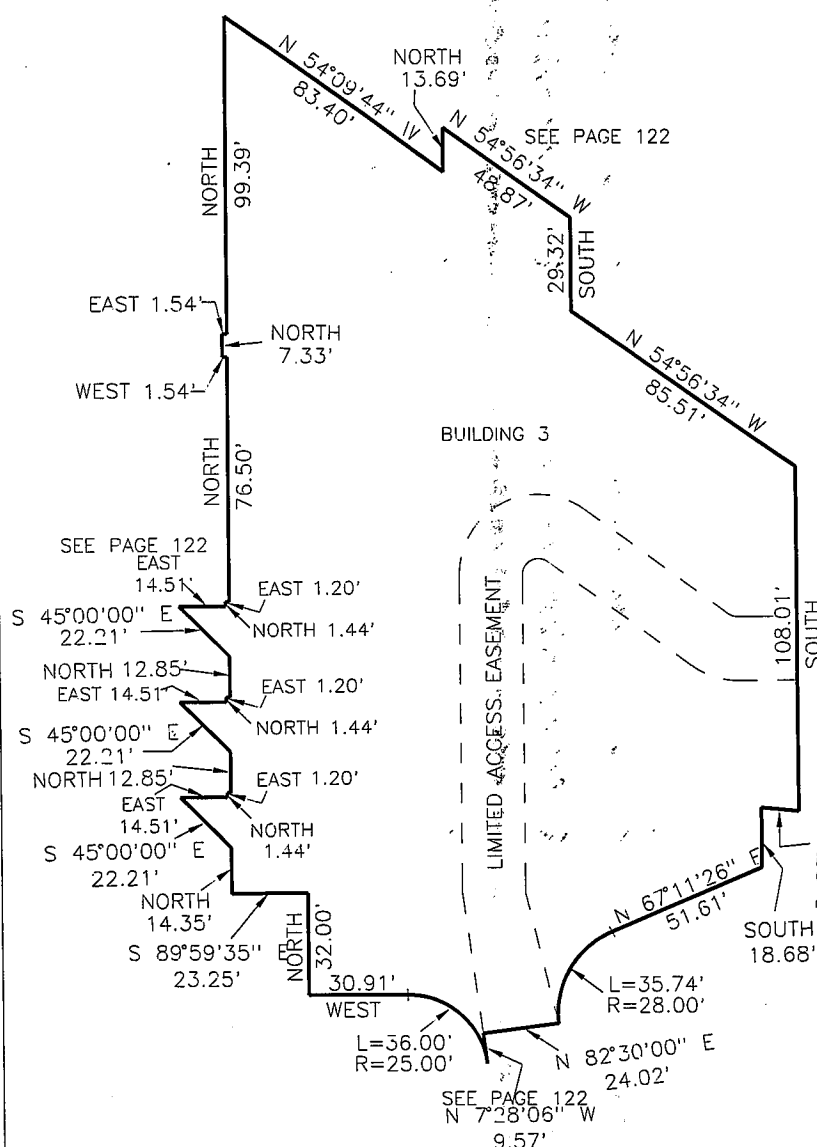 N 54°09'44" W
83.40'
NORTH
13.69'
N 54°56'34" W
48.87'
SEE PAGE 122
NORTH
99.39'
29.32'
SOUTH
EAST 1.54'
NORTH
7.33'
WEST 1.54'
N 54°56'34" W
85.51'
BUILDING 3
NORTH
76.50'
SEE PAGE 122
EAST
14.51'
EAST 1.20'
S 45°00'00" E
22.21'
NORTH 1.44'
NORTH 12.85'
EAST 14.51'
EAST 1.20'
NORTH 1.44'
S 45°00'00" E
22.21'
NORTH 12.85'
EAST 1.20'
EAST
14.51'
NORTH
1.44'
S 45°00'00" E
22.21'
NORTH
14.35'
S 89°59'35" E
23.25'
NORTH
32.00'
LIMITED ACCESS EASEMENT
108.01'
SOUTH
N 67°11'26" E
51.61'
SOUTH
18.68'
30.91'
WEST
L=36.00'
R=25.00'
L=35.74'
R=28.00'
N 82°30'00" E
24.02'
SEE PAGE 122
N 7°28'06" W
9.57'